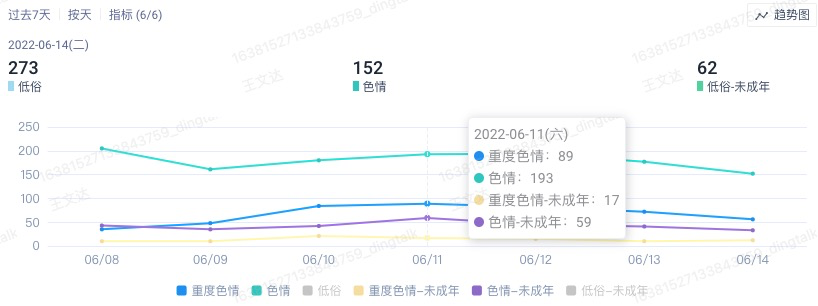 过去7天 按天 指标 (6/6) 趋势图
2022-06-14(二)
273 152 62
低俗 色情 低俗-未成年
250
200
150
100
50
0
2022-06-11(六)
重度色情：89
色情：193
重度色情-未成年：17
色情-未成年：59
06/08 06/09 06/10 06/11 06/12 06/13 06/14
重度色情 色情 低俗 重度色情-未成年 色情-未成年 低俗-未成年
16381527133843759_dingtalk
王文达